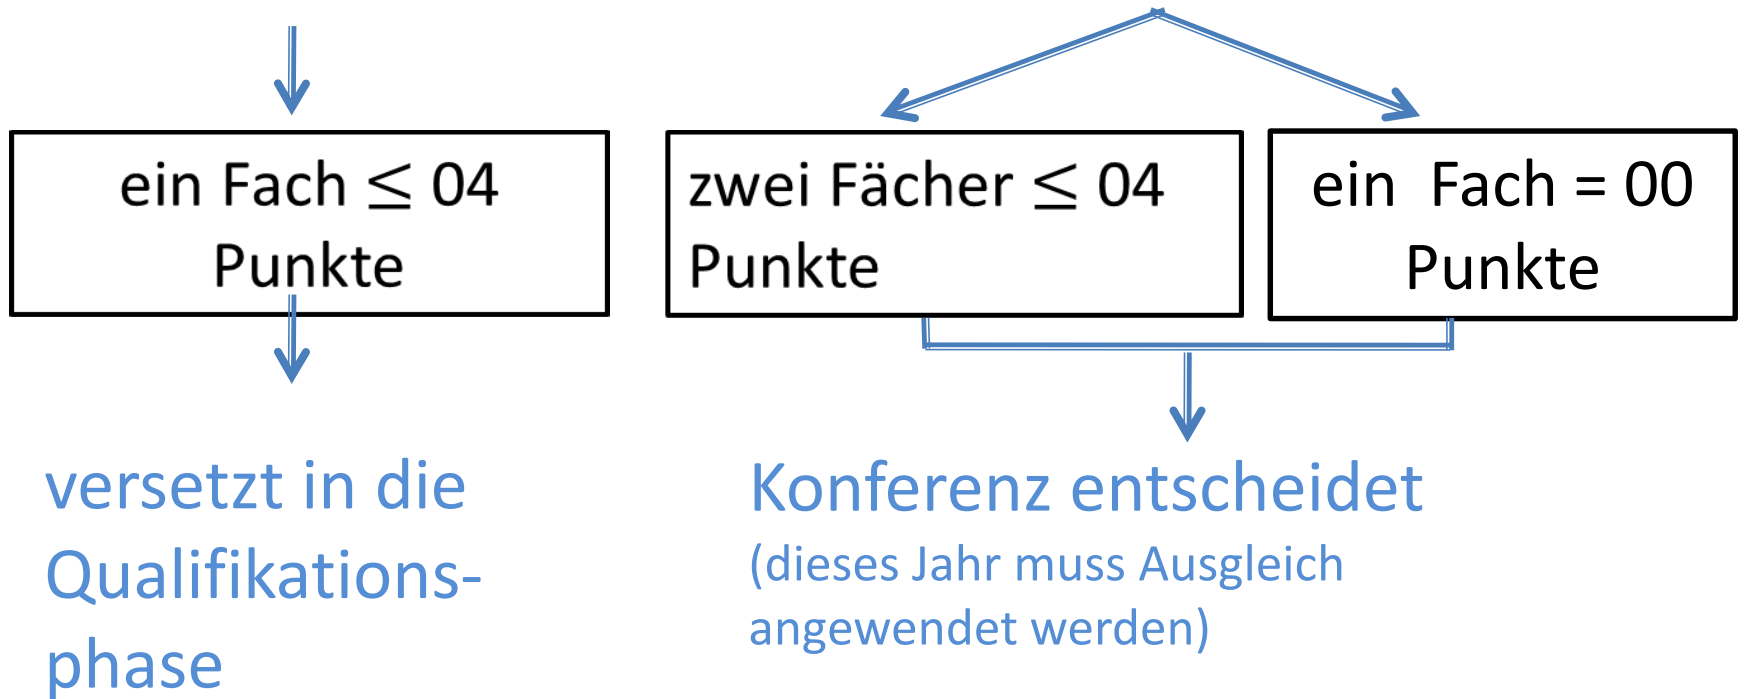 ein Fach ≤ 04
Punkte
zwei Fächer ≤ 04
Punkte
ein Fach = 00
Punkte
versetzt in die
Qualifikations-
phase
Konferenz entscheidet
(dieses Jahr muss Ausgleich
angewendet werden)